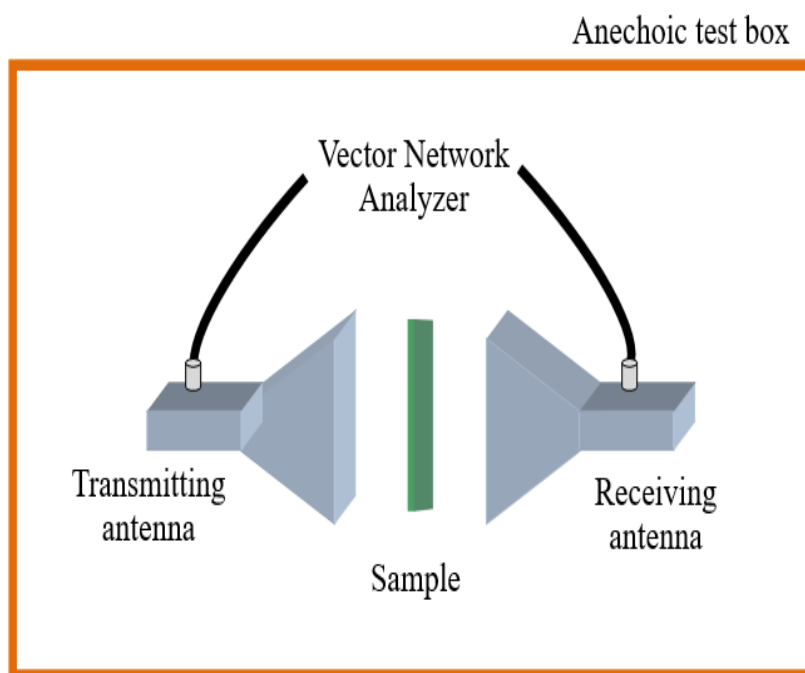 Anechoic test box
Vector Network
Analyzer
Transmitting
antenna
Receiving
antenna
Sample